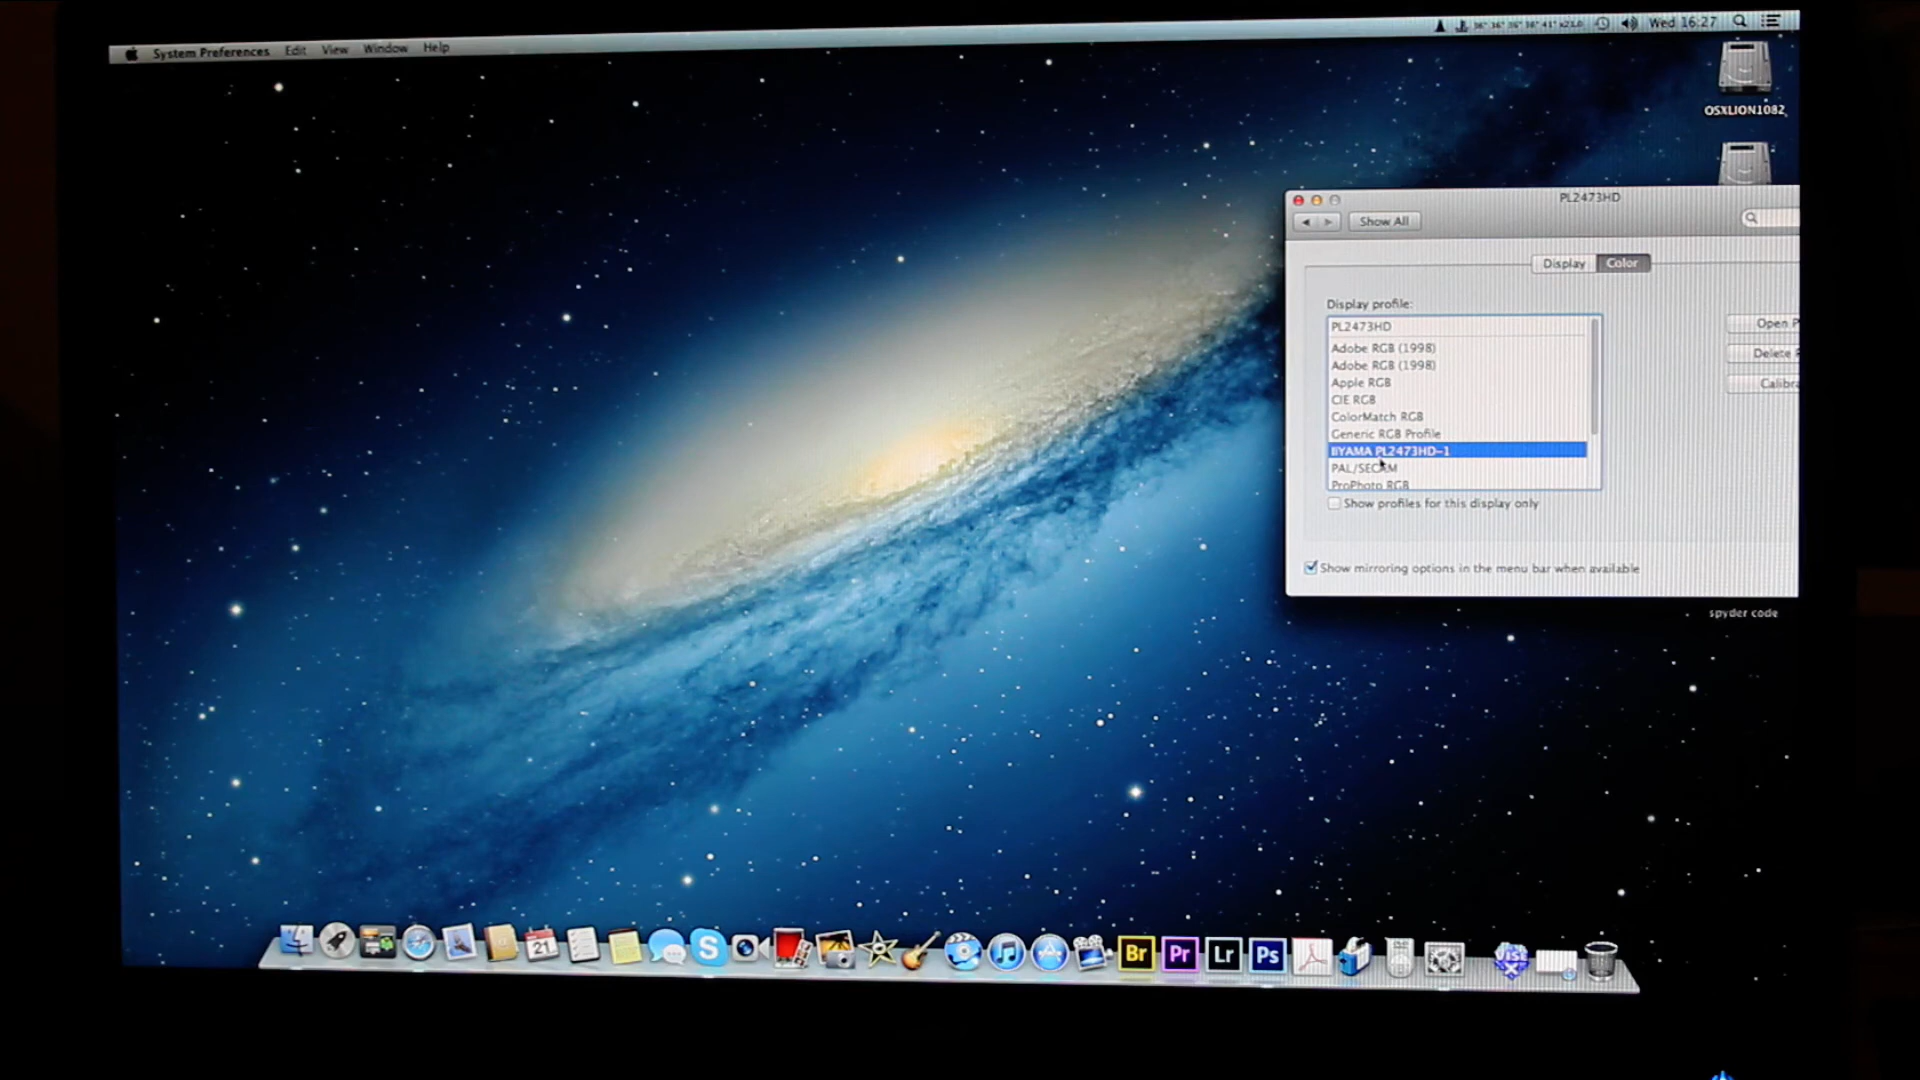 System Preferences Edit View Window Help
Wed 16:27
OSXLION1082
PL2473HD
Show All
Display Color
Display profile:
PL2473HD
Adobe RGB (1998)
Adobe RGB (1998)
Apple RGB
CIE RGB
ColorMatch RGB
Generic RGB Profile
IIYAMA PL2473HD-1
PAL/SECAM
ProPhoto RGB
Show profiles for this display only
Open P
Delete
Calibra
Show mirroring options in the menu bar when available
spyder code
21
Br Pr Lr Ps